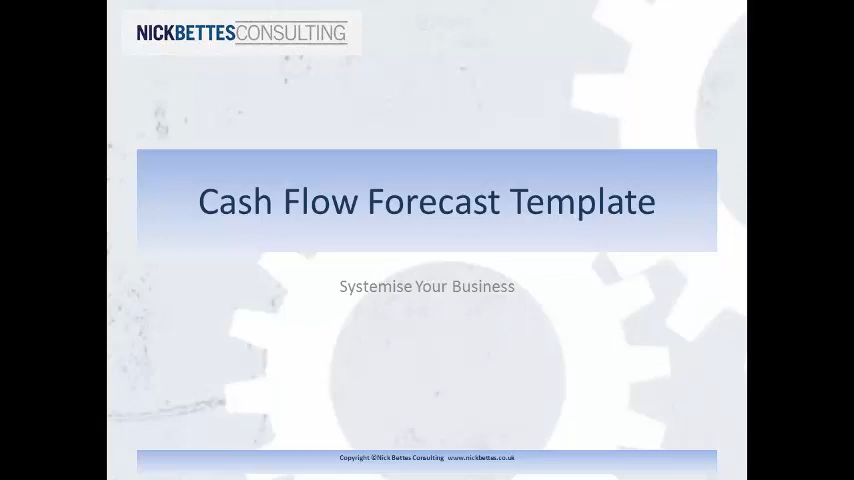 NICKBETTESCONSULTING
Cash Flow Forecast Template
Systemise Your Business
Copyright ©Nick Bettes Consulting www.nickbettes.co.uk